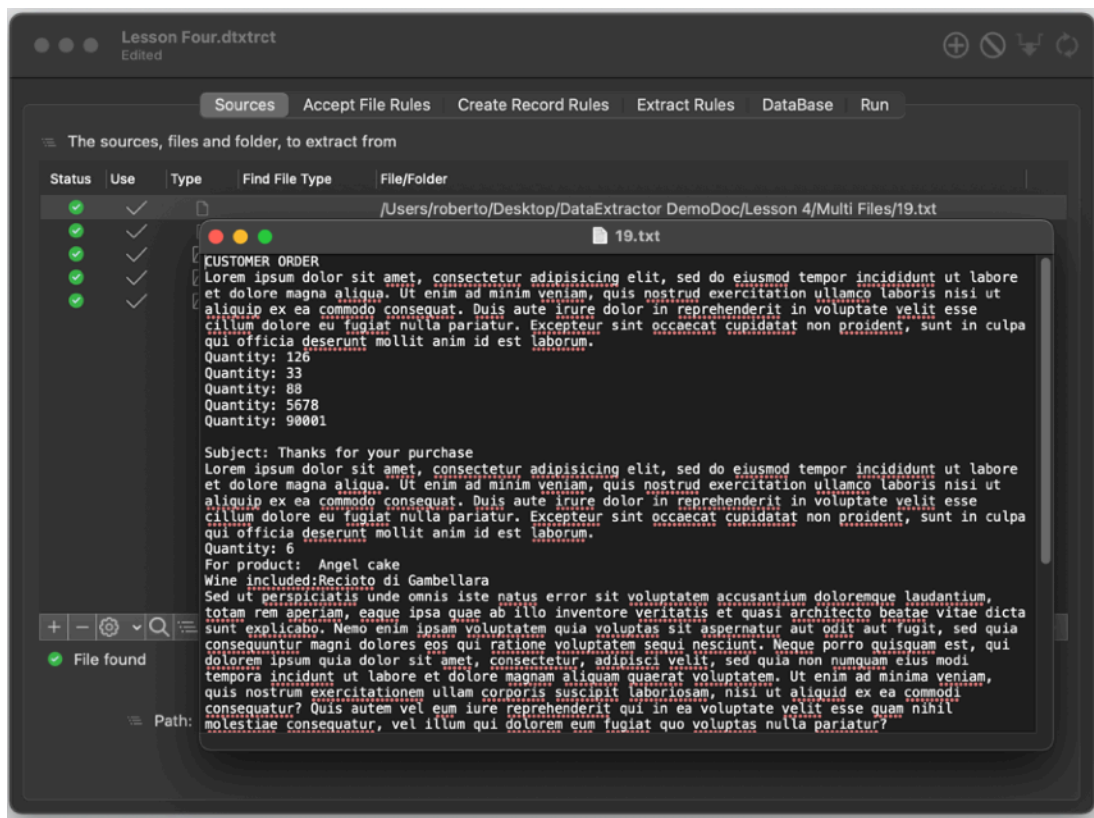 Lesson Four.dtxtrct
Edited
Sources Accept File Rules Create Record Rules Extract Rules DataBase Run
The sources, files and folder, to extract from
Status Use Type Find File Type File/Folder
/Users/roberto/Desktop/DataExtractor DemoDoc/Lesson 4/Multi Files/19.txt
19.txt
CUSTOMER ORDER
Lorem ipsum dolor sit amet, consectetur adipisicing elit, sed do eiusmod tempor incididunt ut labore
et dolore magna aliqua. Ut enim ad minim veniam, quis nostrud exercitation ullamco laboris nisi ut
aliquip ex ea commodo consequat. Duis aute irure dolor in reprehenderit in voluptate velit esse
cillum dolore eu fugiat nulla pariatur. Excepteur sint occaecat cupidatat non proident, sunt in culpa
qui officia deserunt mollit anim id est laborum.
Quantity: 126
Quantity: 33
Quantity: 88
Quantity: 5678
Quantity: 90001
Subject: Thanks for your purchase
Lorem ipsum dolor sit amet, consectetur adipisicing elit, sed do eiusmod tempor incididunt ut labore
et dolore magna aliqua. Ut enim ad minim veniam, quis nostrud exercitation ullamco laboris nisi ut
aliquip ex ea commodo consequat. Duis aute irure dolor in reprehenderit in voluptate velit esse
cillum dolore eu fugiat nulla pariatur. Excepteur sint occaecat cupidatat non proident, sunt in culpa
qui officia deserunt mollit anim id est laborum.
Quantity: 6
For product:  Angel cake
Wine included:Recioto di Gambellara
Sed ut perspiciatis unde omnis iste natus error sit voluptatem accusantium doloremque laudantium,
totam rem aperiam, eaque ipsa quae ab illo inventore veritatis et quasi architecto beatae vitae dicta
sunt explicabo. Nemo enim ipsam voluptatem quia voluptas sit aspernatur aut odit aut fugit, sed quia
consequuntur magni dolores eos qui ratione voluptatem sequi nesciunt. Neque porro quisquam est, qui
dolorem ipsum quia dolor sit amet, consectetur, adipisci velit, sed quia non numquam eius modi
tempora incidunt ut labore et dolore magnam aliquam quaerat voluptatem. Ut enim ad minima veniam,
quis nostrum exercitationem ullam corporis suscipit laboriosam, nisi ut aliquid ex ea commodi
consequatur? Quis autem vel eum iure reprehenderit qui in ea voluptate velit esse quam nihil
molestiae consequatur, vel illum qui dolorem eum fugiat quo voluptas nulla pariatur?
File found
Path: